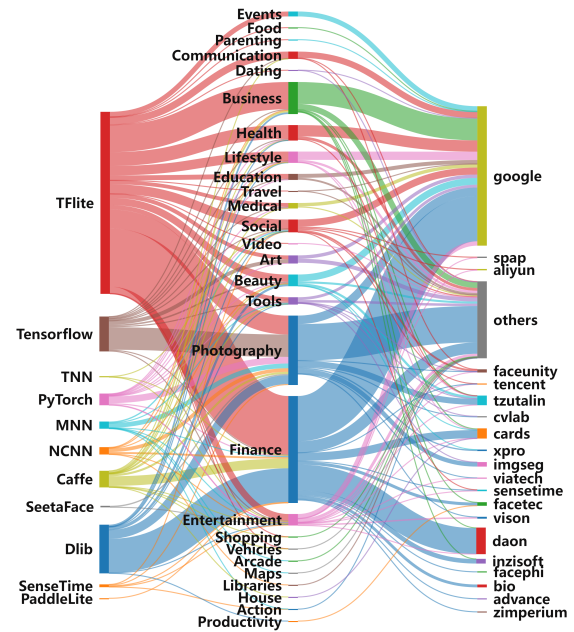 TFlite
Tensorflow
TNN
PyTorch
MNN
NCNN
Caffe
SeetaFace
Dlib
SenseTime
PaddleLite
Events
Food
Parenting
Communication
Dating
Business
Health
Lifestyle
Education
Travel
Medical
Social
Video
Art
Beauty
Tools
Photography
Finance
Entertainment
Shopping
Vehicles
Arcade
Maps
Libraries
House
Action
Productivity
google
spap
aliyun
others
faceunity
tencent
tzutalin
cvlab
cards
xpro
imgseg
viatech
sensetime
facetec
vison
daon
inzisoft
facephi
bio
advance
zimperium